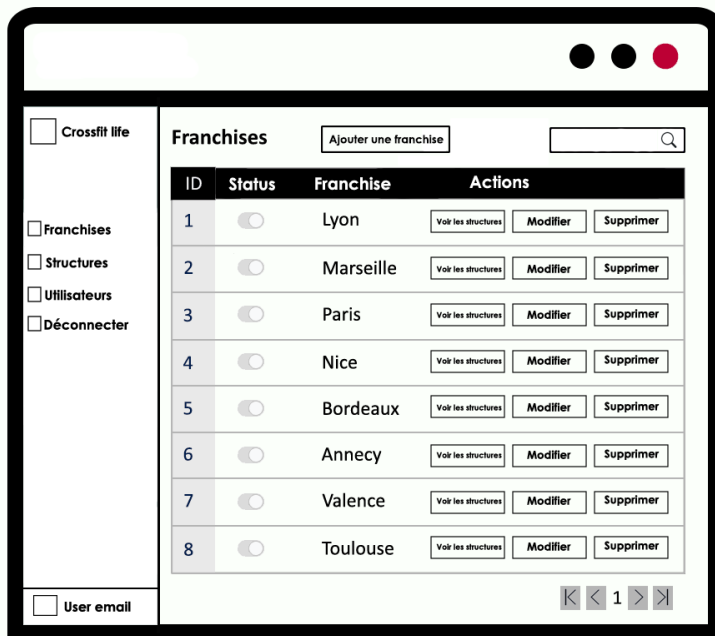 Crossfit life
Franchises
Structures
Utilisateurs
Déconnecter
User email
Franchises Ajouter une franchise
ID Status Franchise Actions
1 Lyon Voir les structures Modifier Supprimer
2 Marseille Voir les structures Modifier Supprimer
3 Paris Voir les structures Modifier Supprimer
4 Nice Voir les structures Modifier Supprimer
5 Bordeaux Voir les structures Modifier Supprimer
6 Annecy Voir les structures Modifier Supprimer
7 Valence Voir les structures Modifier Supprimer
8 Toulouse Voir les structures Modifier Supprimer
1